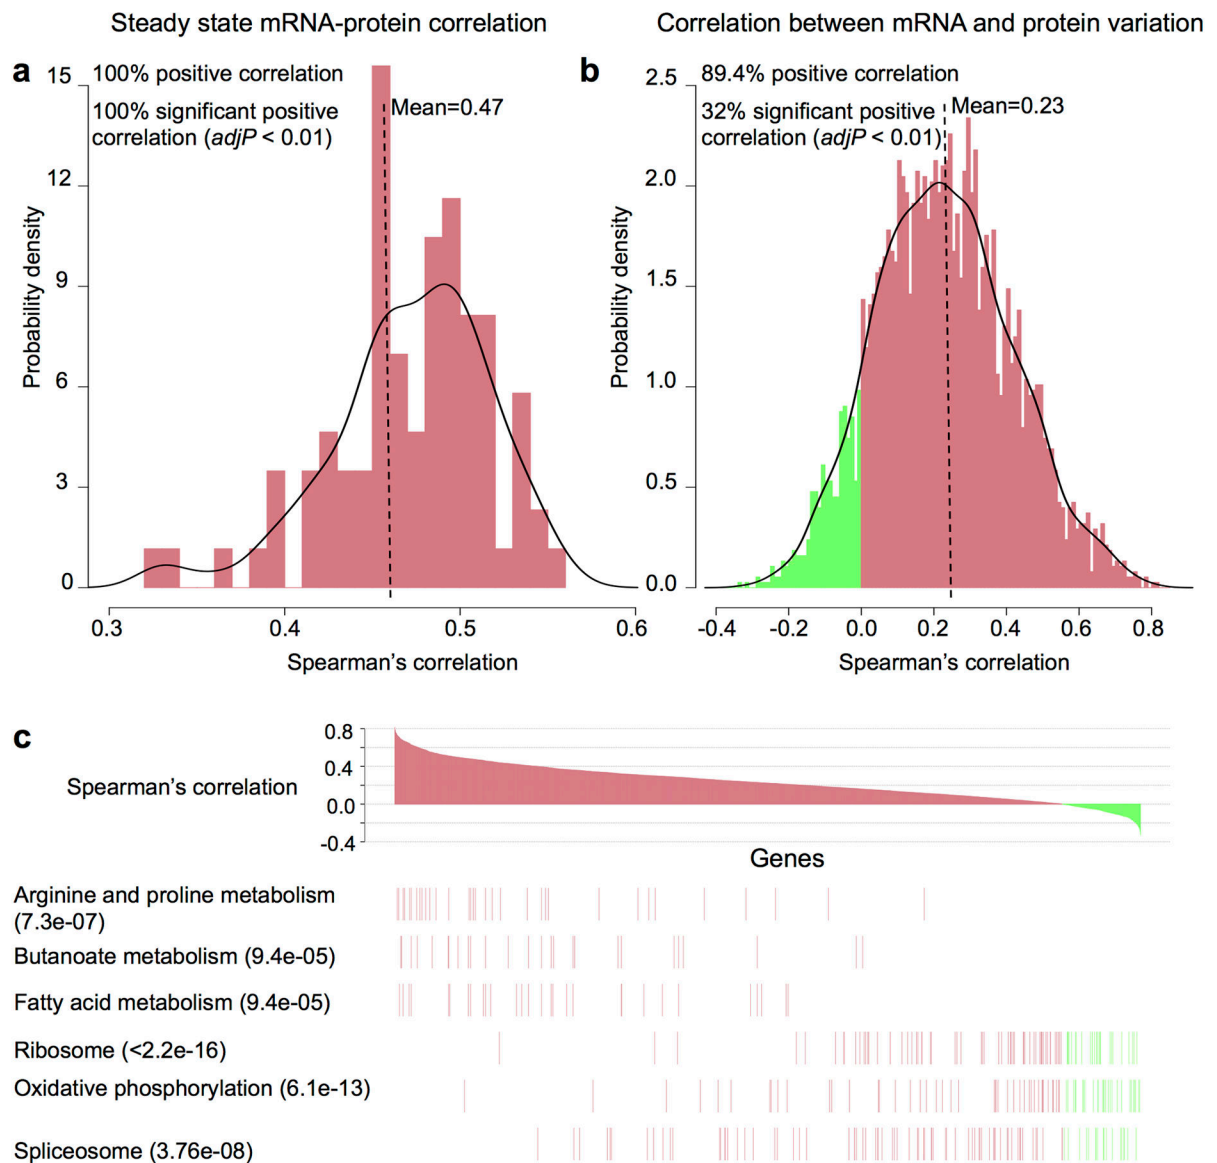 Steady state mRNA-protein correlation
Correlation between mRNA and protein variation
a
100% positive correlation
100% significant positive
correlation (adjP < 0.01)
Mean=0.47
15
12
9
6
3
0
Probability density
0.3 0.4 0.5 0.6
Spearman's correlation
b
89.4% positive correlation
32% significant positive
correlation (adjP < 0.01)
Mean=0.23
2.5
2.0
1.5
1.0
0.5
0.0
Probability density
-0.4 -0.2 0.0 0.2 0.4 0.6 0.8
Spearman's correlation
c
Spearman's correlation
0.8
0.4
0.0
-0.4
Genes
Arginine and proline metabolism
(7.3e-07)
Butanoate metabolism (9.4e-05)
Fatty acid metabolism (9.4e-05)
Ribosome (<2.2e-16)
Oxidative phosphorylation (6.1e-13)
Spliceosome (3.76e-08)